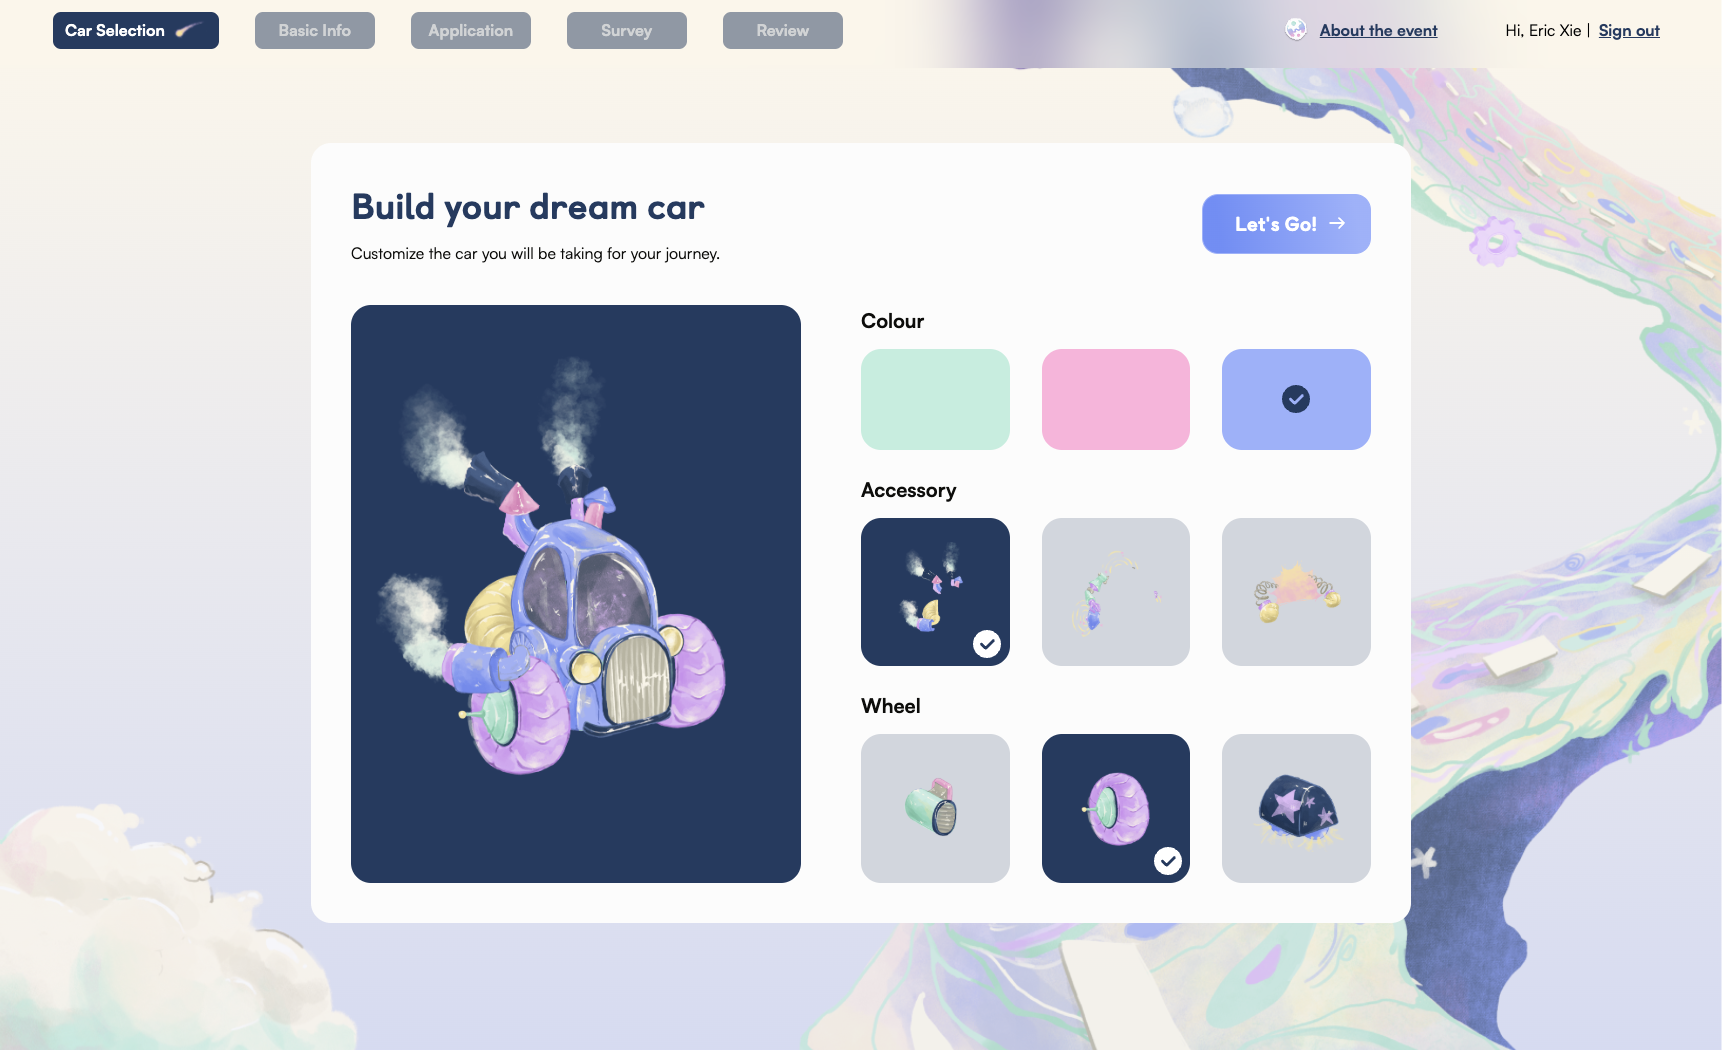 Car Selection
Basic Info
Application
Survey
Review
About the event
Hi, Eric Xie | Sign out
Build your dream car
Let's Go! →
Customize the car you will be taking for your journey.
Colour
Accessory
Wheel